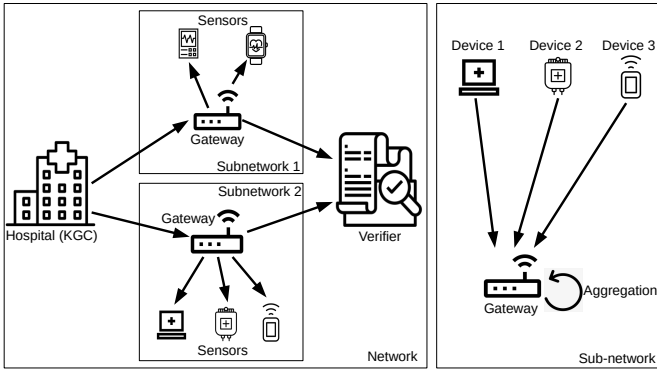 Sensors
Gateway
Subnetwork 1
Subnetwork 2
Gateway
Sensors
Hospital (KGC)
Verifier
Network
Device 1
Device 2
Device 3
Aggregation
Gateway
Sub-network